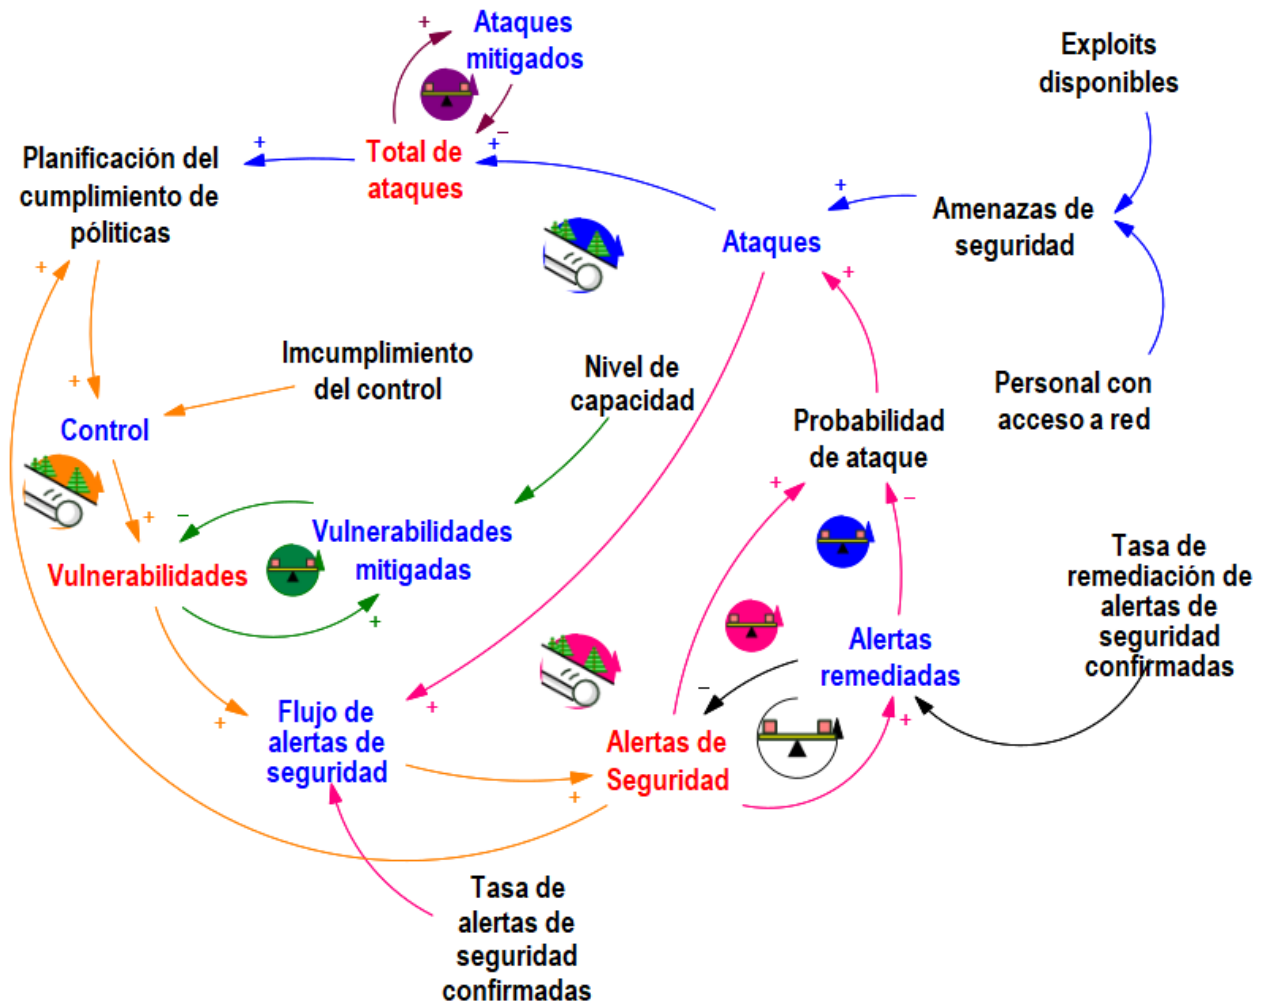 Ataques
mitigados
Exploits
disponibles
Planificación del
cumplimiento de
póliticas
Total de
ataques
Amenazas de
seguridad
Ataques
Imcumplimiento
del control
Nivel de
capacidad
Personal con
acceso a red
Control
Probabilidad
de ataque
Vulnerabilidades
mitigadas
Vulnerabilidades
Tasa de
remediación de
alertas de
seguridad
confirmadas
Alertas
remediadas
Flujo de
alertas de
seguridad
Alertas de
Seguridad
Tasa de
alertas de
seguridad
confirmadas